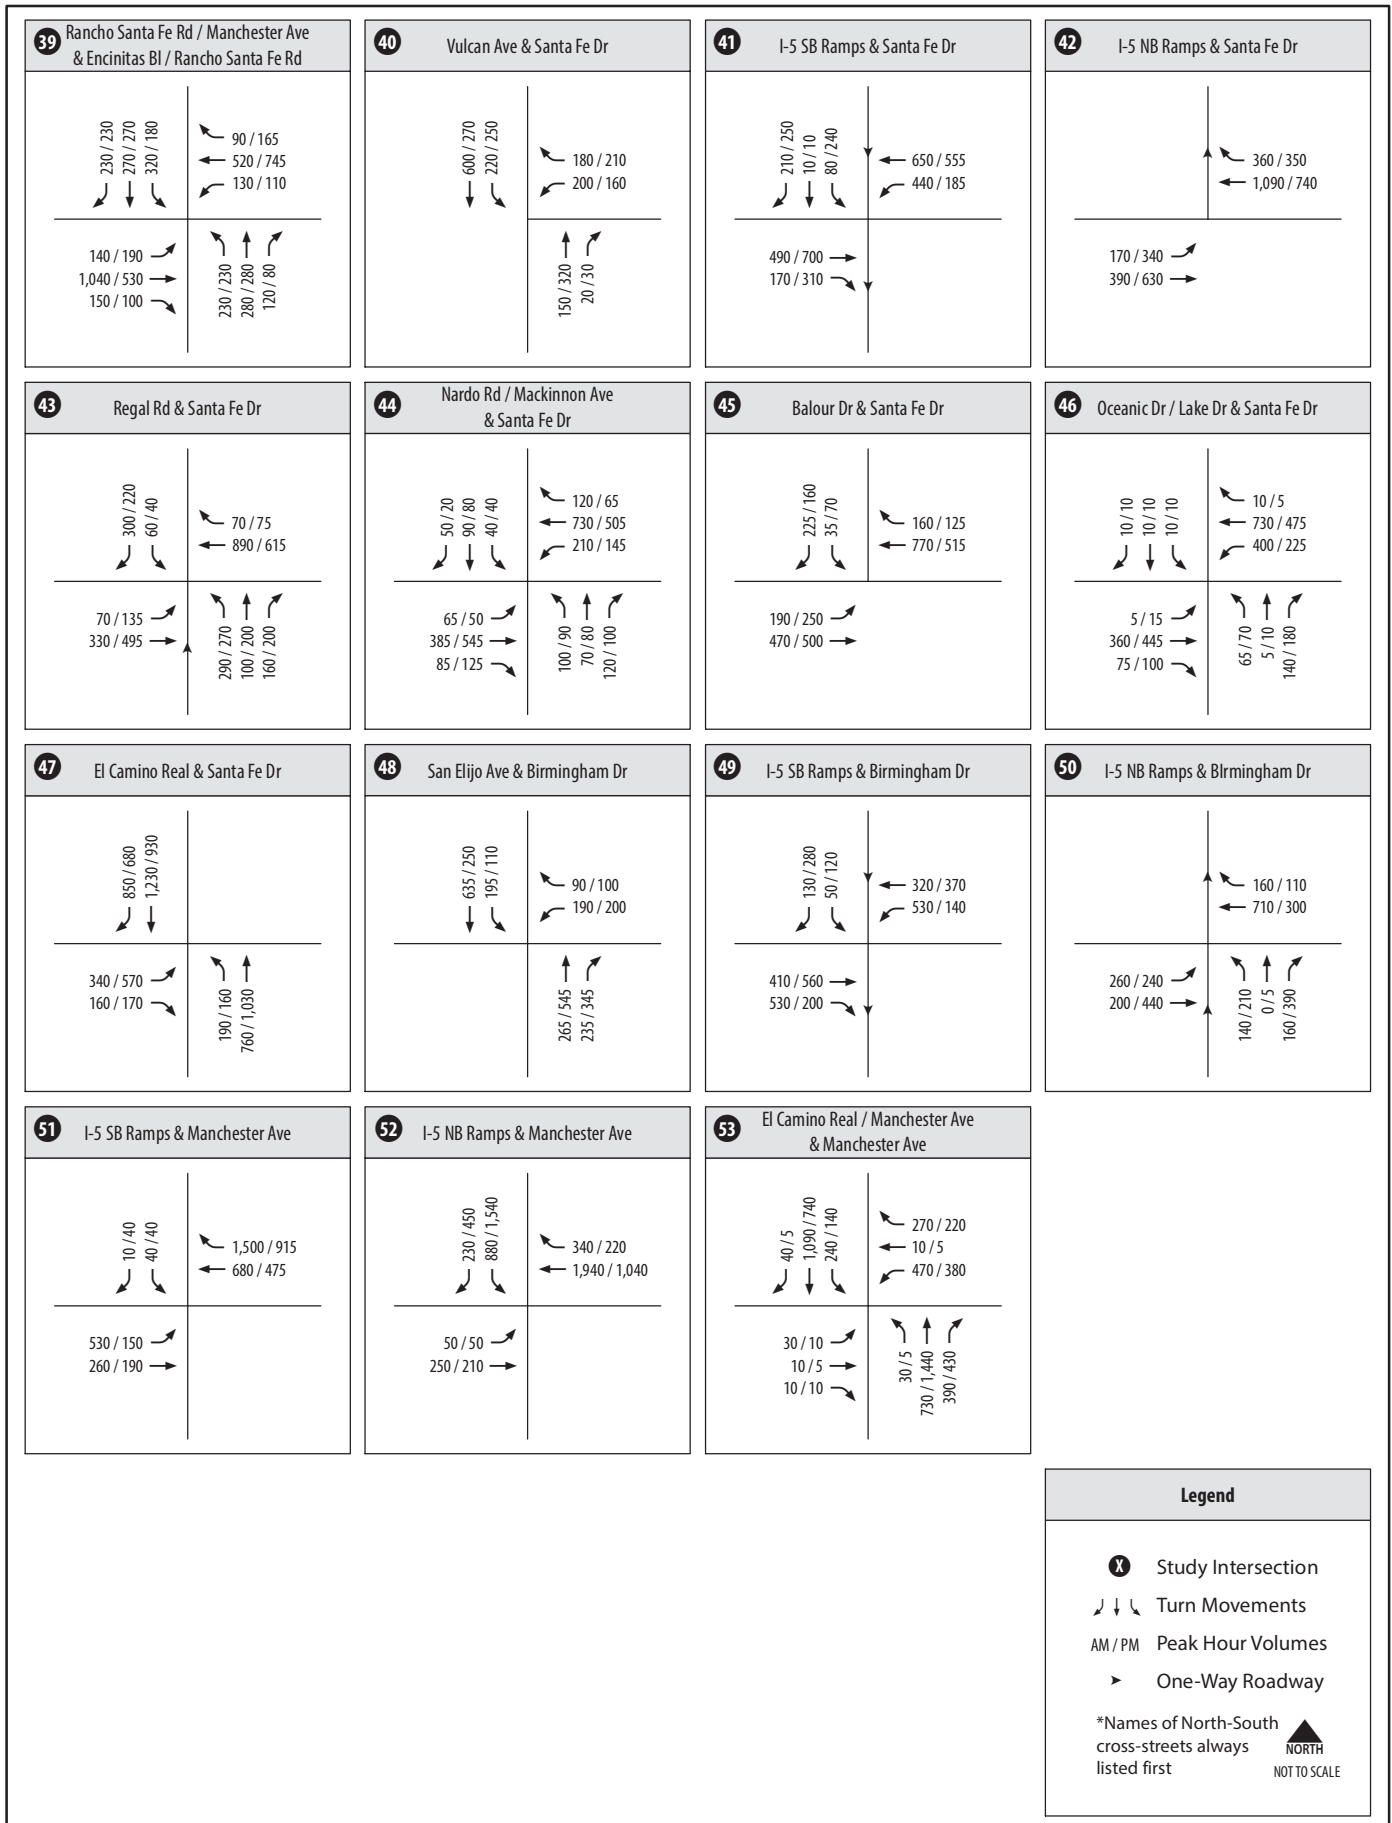 39
Rancho Santa Fe Rd / Manchester Ave
& Encinitas Bl / Rancho Santa Fe Rd
230 / 230
270 / 270
320 / 180
90 / 165
520 / 745
130 / 110
140 / 190
1,040 / 530
150 / 100
230 / 230
280 / 280
120 / 80
40
Vulcan Ave & Santa Fe Dr
600 / 270
220 / 250
180 / 210
200 / 160
150 / 320
20 / 30
41
I-5 SB Ramps & Santa Fe Dr
210 / 250
10 / 10
80 / 240
650 / 555
440 / 185
490 / 700
170 / 310
42
I-5 NB Ramps & Santa Fe Dr
360 / 350
1,090 / 740
170 / 340
390 / 630
43
Regal Rd & Santa Fe Dr
300 / 220
60 / 40
70 / 75
890 / 615
70 / 135
330 / 495
290 / 270
100 / 200
160 / 200
44
Nardo Rd / Mackinnon Ave
& Santa Fe Dr
50 / 20
90 / 80
40 / 40
120 / 65
730 / 505
210 / 145
65 / 50
385 / 545
85 / 125
100 / 90
70 / 80
120 / 100
45
Balour Dr & Santa Fe Dr
225 / 160
35 / 70
160 / 125
770 / 515
190 / 250
470 / 500
46
Oceanic Dr / Lake Dr & Santa Fe Dr
10 / 10
10 / 10
10 / 10
10 / 5
730 / 475
400 / 225
5 / 15
360 / 445
75 / 100
65 / 70
5 / 10
140 / 180
47
El Camino Real & Santa Fe Dr
850 / 680
1,230 / 930
340 / 570
160 / 170
190 / 160
760 / 1,030
48
San Elijo Ave & Birmingham Dr
635 / 250
195 / 110
90 / 100
190 / 200
265 / 545
235 / 345
49
I-5 SB Ramps & Birmingham Dr
130 / 280
50 / 120
320 / 370
530 / 140
410 / 560
530 / 200
50
I-5 NB Ramps & BIrmingham Dr
160 / 110
710 / 300
260 / 240
200 / 440
140 / 210
0 / 5
160 / 390
51
I-5 SB Ramps & Manchester Ave
10 / 40
40 / 40
1,500 / 915
680 / 475
530 / 150
260 / 190
52
I-5 NB Ramps & Manchester Ave
230 / 450
880 / 1,540
340 / 220
1,940 / 1,040
50 / 50
250 / 210
53
El Camino Real / Manchester Ave
& Manchester Ave
40 / 5
1,090 / 740
240 / 140
270 / 220
10 / 5
470 / 380
30 / 10
10 / 5
10 / 10
30 / 5
730 / 1,440
390 / 430
Legend
X Study Intersection
Turn Movements
AM / PM Peak Hour Volumes
One-Way Roadway
*Names of North-South
cross-streets always
listed first
NORTH
NOT TO SCALE